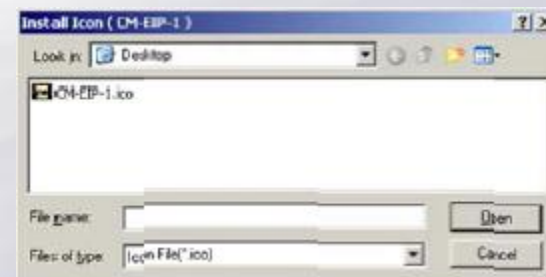 Install Icon ( CM-EIP-1 )
Look in: Desktop
CM-EIP-1.ico
File name:
Open
Files of type: Icon File(*.ico)
Cancel